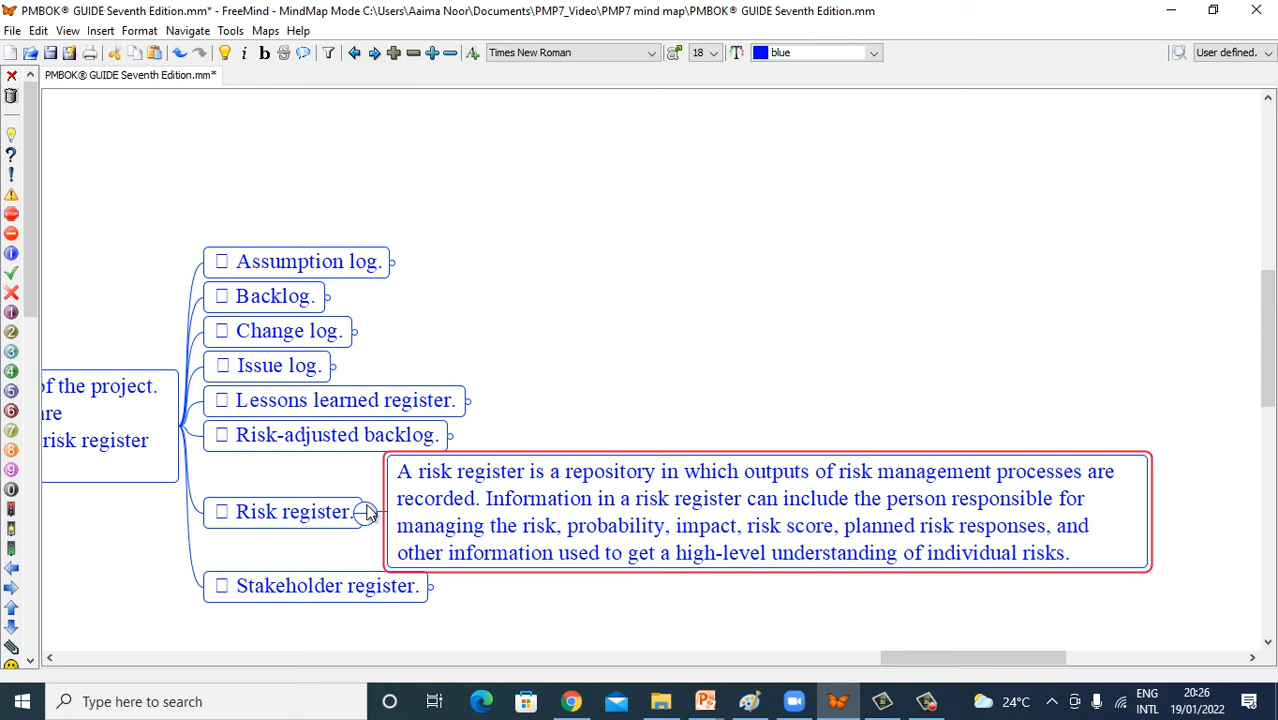 PMBOK® GUIDE Seventh Edition.mm* - FreeMind - MindMap Mode C:\Users\Aaima Noor\Documents\PMP7_Video\PMP7 mind map\PMBOK® GUIDE Seventh Edition.mm
File Edit View Insert Format Navigate Tools Maps Help
Times New Roman 18 blue User defined.
PMBOK® GUIDE Seventh Edition.mm*
Assumption log.
Backlog.
Change log.
Issue log.
of the project.
are
risk register
Lessons learned register.
Risk-adjusted backlog.
Risk register.
A risk register is a repository in which outputs of risk management processes are
recorded. Information in a risk register can include the person responsible for
managing the risk, probability, impact, risk score, planned risk responses, and
other information used to get a high-level understanding of individual risks.
Stakeholder register.
Type here to search
24°C
ENG
INTL
20:26
19/01/2022